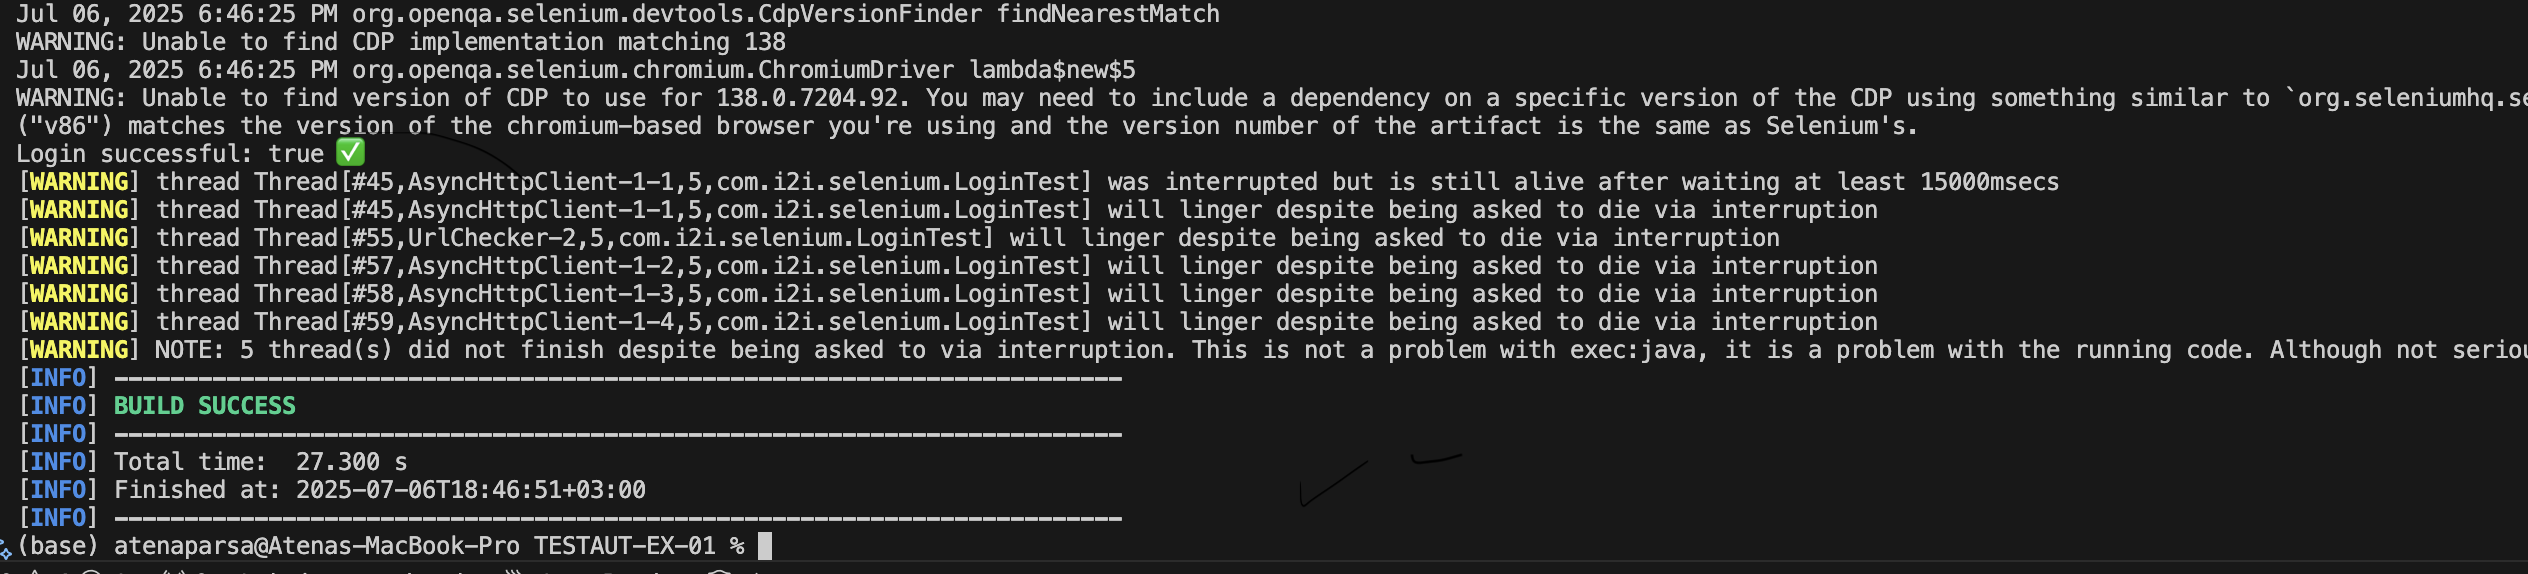 Jul 06, 2025 6:46:25 PM org.openqa.selenium.devtools.CdpVersionFinder findNearestMatch
WARNING: Unable to find CDP implementation matching 138
Jul 06, 2025 6:46:25 PM org.openqa.selenium.chromium.ChromiumDriver lambda$new$5
WARNING: Unable to find version of CDP to use for 138.0.7204.92. You may need to include a dependency on a specific version of the CDP using something similar to `org.seleniumhq.se
("v86") matches the version of the chromium-based browser you're using and the version number of the artifact is the same as Selenium's.
Login successful: true ✅
[WARNING] thread Thread[#45,AsyncHttpClient-1-1,5,com.i2i.selenium.LoginTest] was interrupted but is still alive after waiting at least 15000msecs
[WARNING] thread Thread[#45,AsyncHttpClient-1-1,5,com.i2i.selenium.LoginTest] will linger despite being asked to die via interruption
[WARNING] thread Thread[#55,UrlChecker-2,5,com.i2i.selenium.LoginTest] will linger despite being asked to die via interruption
[WARNING] thread Thread[#57,AsyncHttpClient-1-2,5,com.i2i.selenium.LoginTest] will linger despite being asked to die via interruption
[WARNING] thread Thread[#58,AsyncHttpClient-1-3,5,com.i2i.selenium.LoginTest] will linger despite being asked to die via interruption
[WARNING] thread Thread[#59,AsyncHttpClient-1-4,5,com.i2i.selenium.LoginTest] will linger despite being asked to die via interruption
[WARNING] NOTE: 5 thread(s) did not finish despite being asked to via interruption. This is not a problem with exec:java, it is a problem with the running code. Although not seriou
[INFO] ------------------------------------------------------------------------
[INFO] BUILD SUCCESS
[INFO] ------------------------------------------------------------------------
[INFO] Total time:  27.300 s
[INFO] Finished at: 2025-07-06T18:46:51+03:00
[INFO] ------------------------------------------------------------------------
(base) atenaparsa@Atenas-MacBook-Pro TESTAUT-EX-01 %